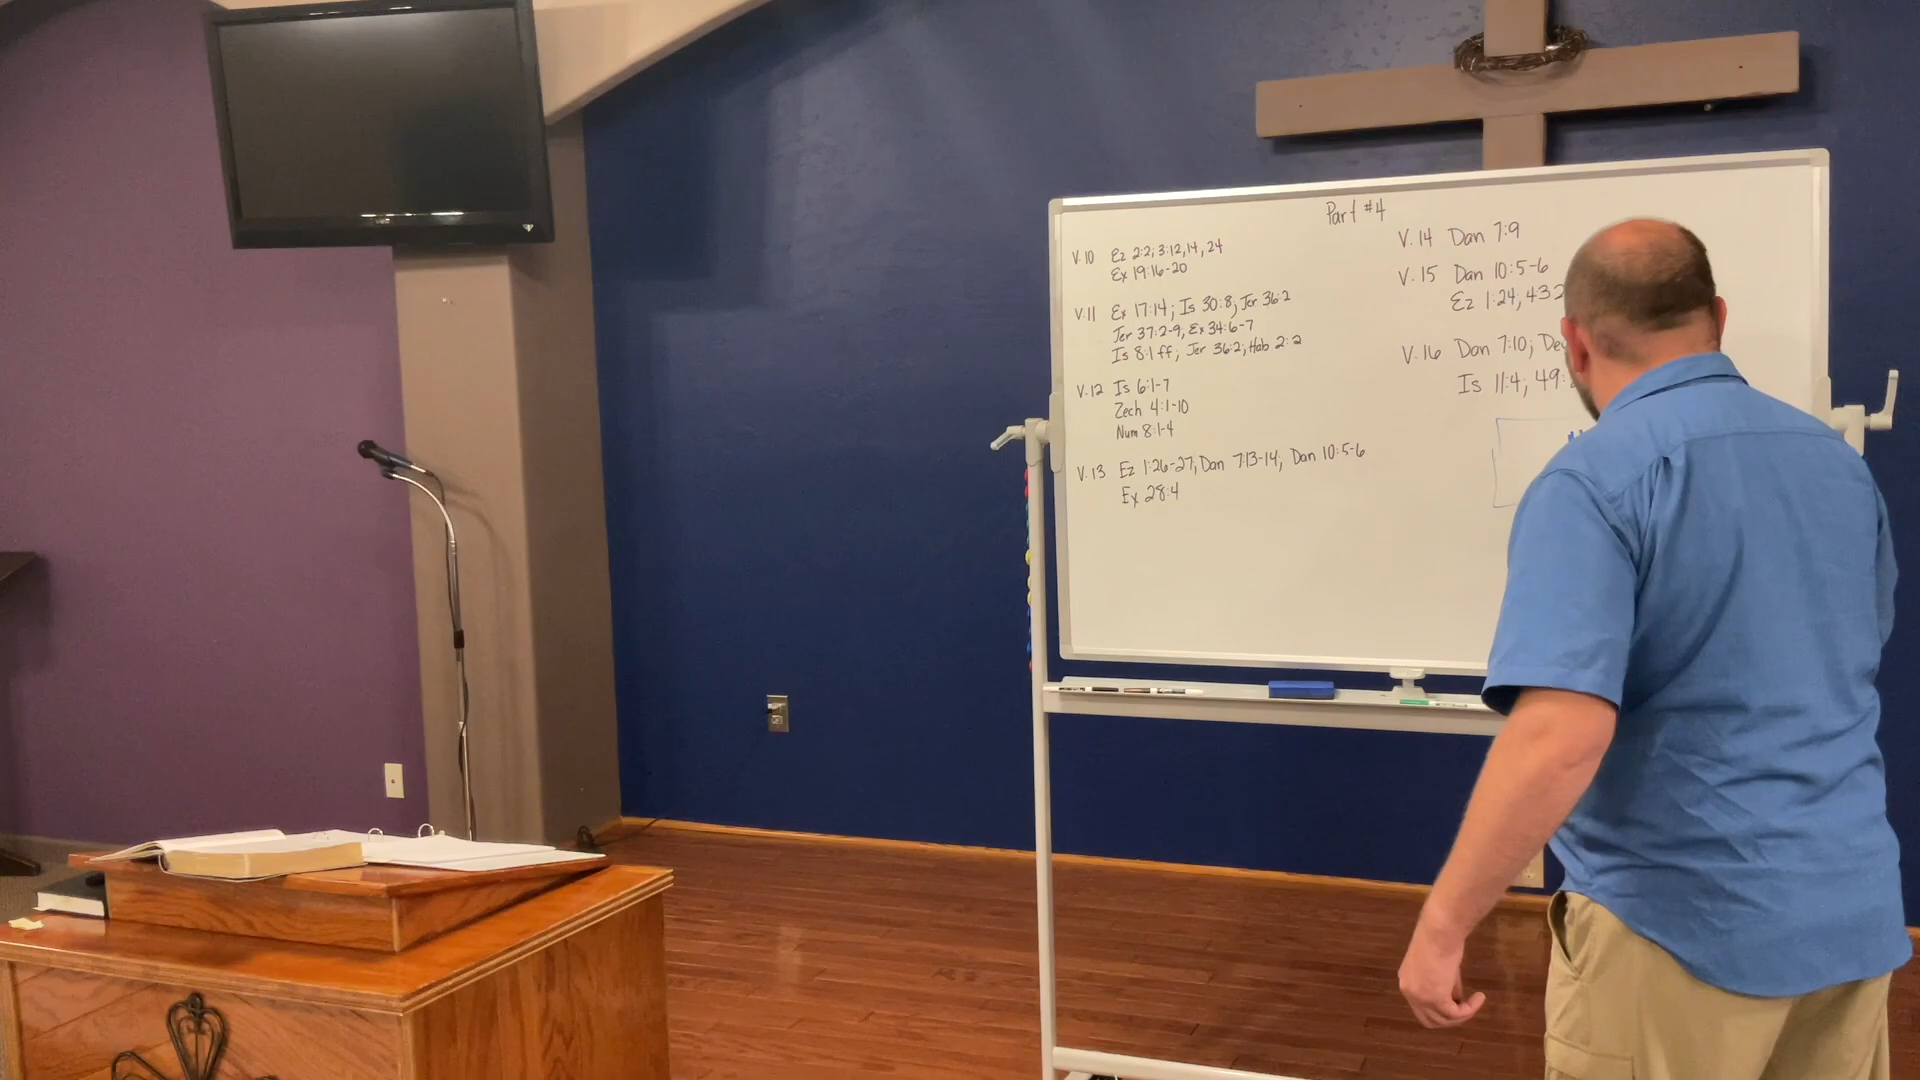 Part #4
V.10 Ez 2:2; 3:12,14,24
Ex 19:16-20
V.11 Ex 17:14; Is 30:8; Jer 36:2
Jer 37:2-9, Ex 34:6-7
Is 8:1 ff; Jer 36:2; Hab 2:2
V.12 Is 6:1-7
Zech 4:1-10
Num 8:1-4
V.13 Ez 1:26-27, Dan 7:13-14; Dan 10:5-6
Ex 28:4
V.14 Dan 7:9
V.15 Dan 10:5-6
Ez 1:24; 43:2
V.16 Dan 7:10;
Is 11:4; 49: